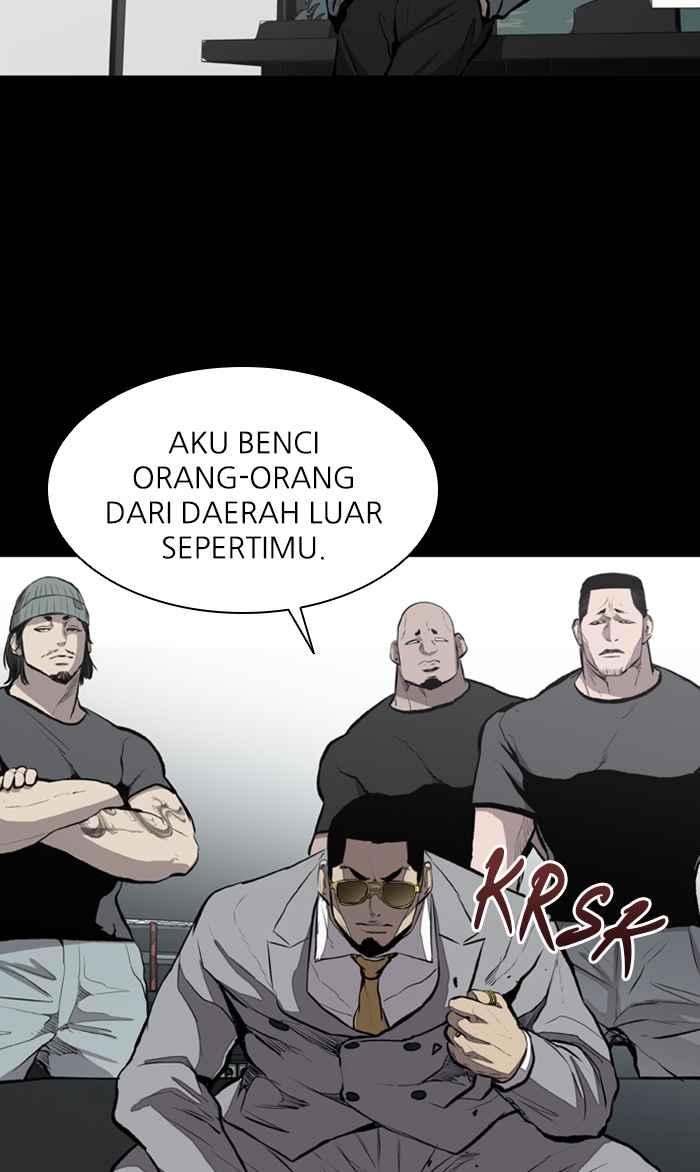 AKU BENCI
ORANG-ORANG
DARI DAERAH LUAR
SEPERTIMU.
KRSK